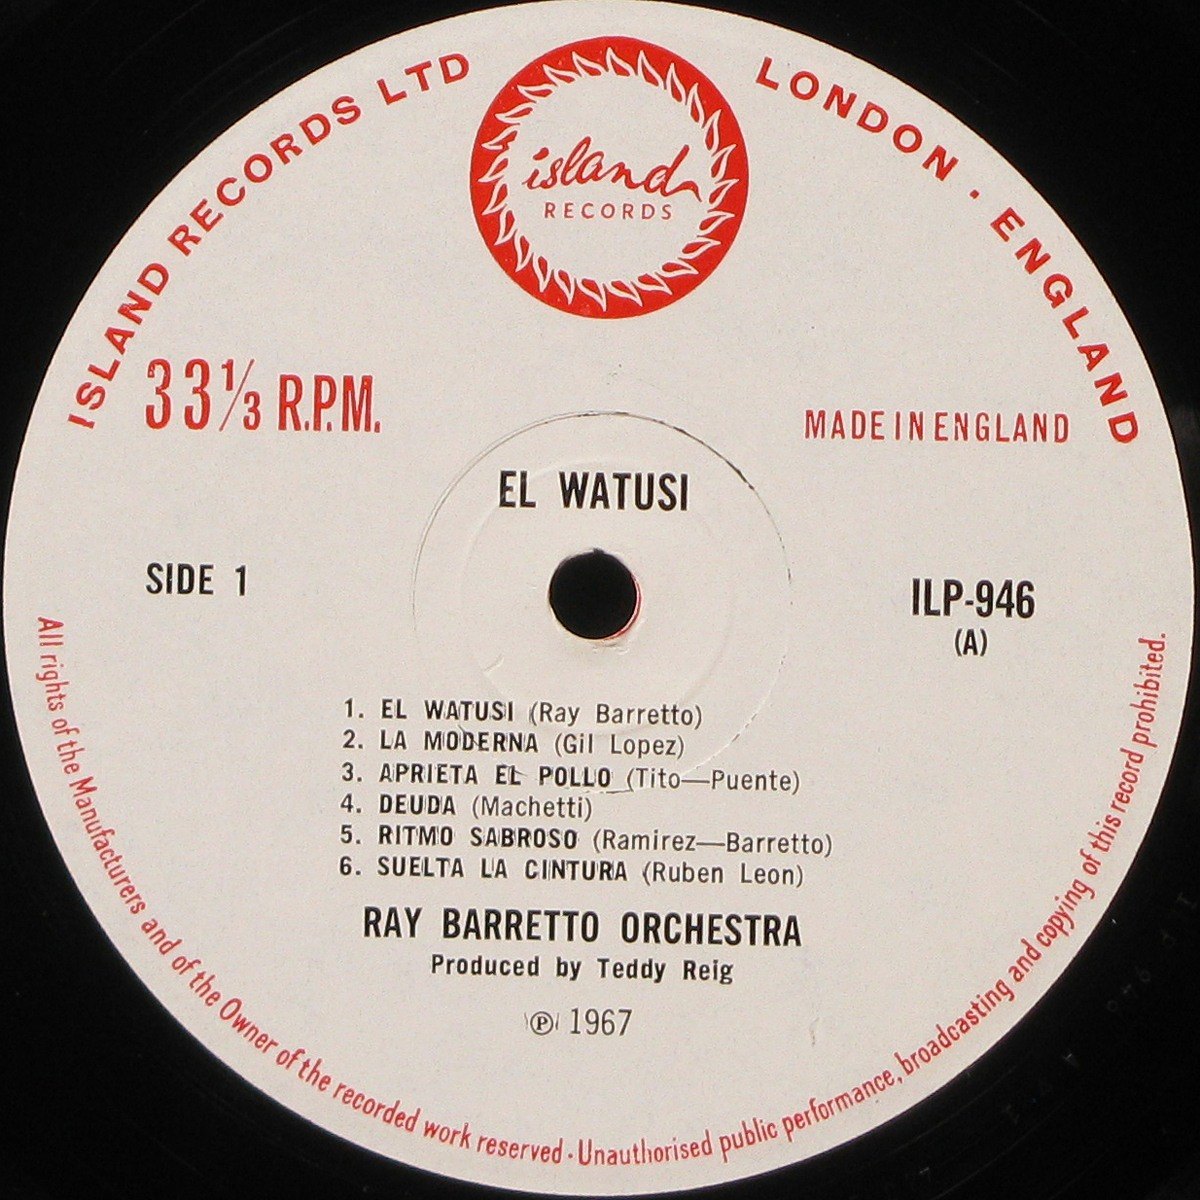 ISLAND RECORDS LTD
LONDON · ENGLAND
island
RECORDS
33⅓ R.P.M.
MADE IN ENGLAND
EL WATUSI
SIDE 1
ILP-946
(A)
1. EL WATUSI (Ray Barretto)
2. LA MODERNA (Gil Lopez)
3. APRIETA EL POLLO (Tito—Puente)
4. DEUDA (Machetti)
5. RITMO SABROSO (Ramirez—Barretto)
6. SUELTA LA CINTURA (Ruben Leon)
RAY BARRETTO ORCHESTRA
Produced by Teddy Reig
℗ 1967
All rights of the Manufacturers and of the Owner of the recorded work reserved · Unauthorised public performance, broadcasting and copying of this record prohibited.